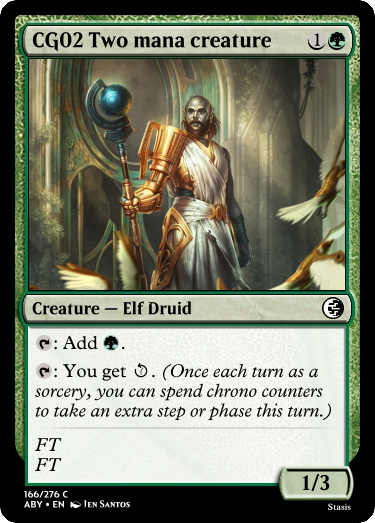 CG02 Two mana creature 1
Creature — Elf Druid
: Add .
: You get . (Once each turn as a
sorcery, you can spend chrono counters
to take an extra step or phase this turn.)
FT
FT
1/3
166/276 C
ABY • EN Jen Santos
Stasis